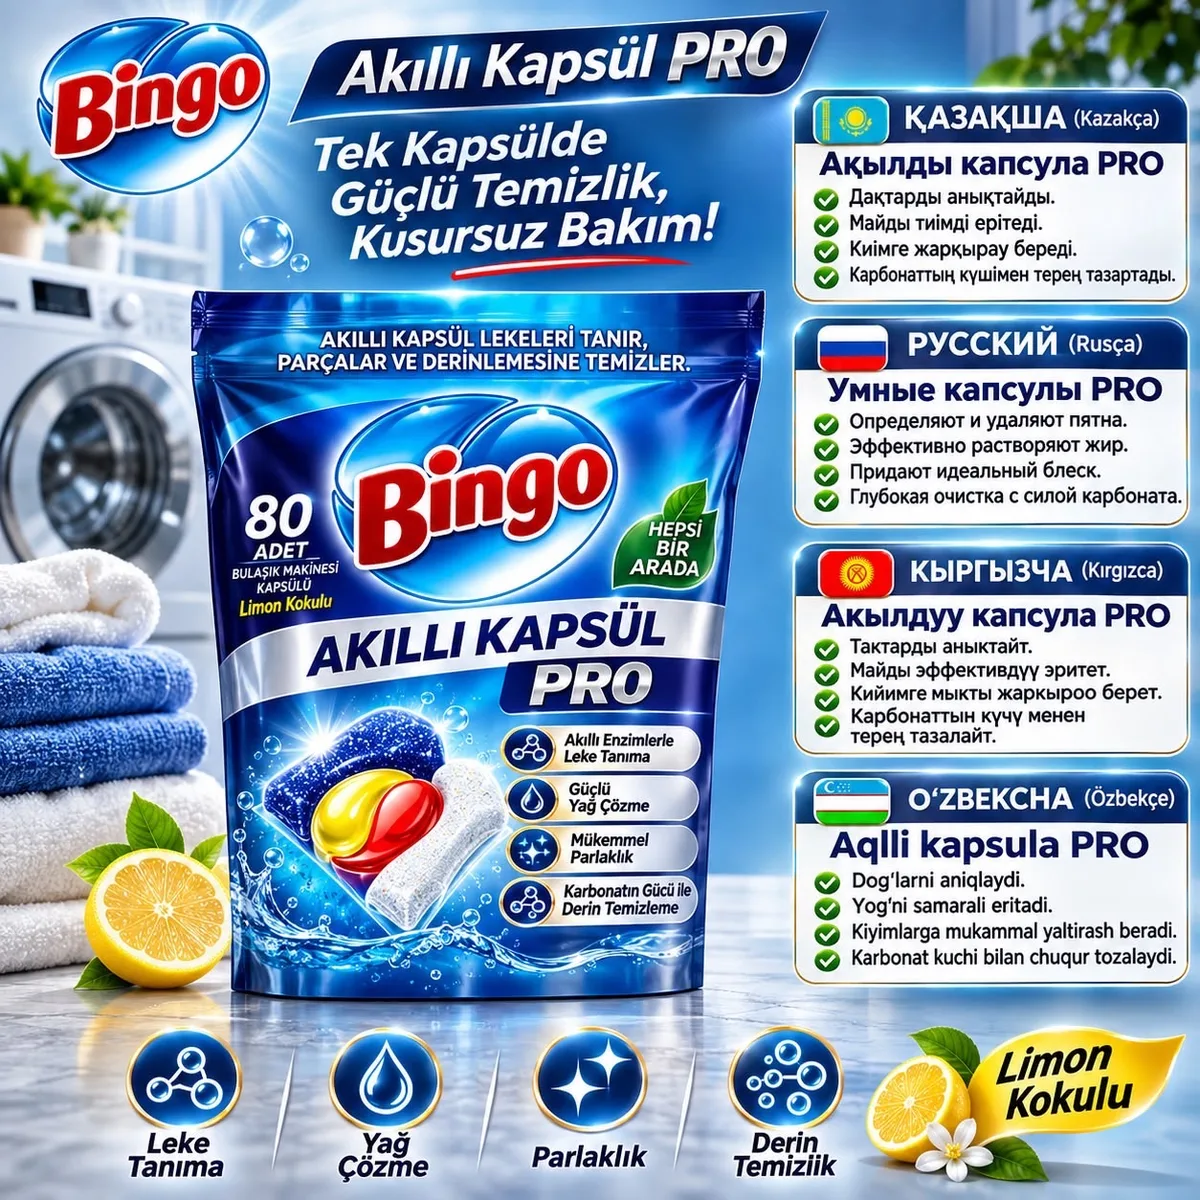 Bingo
Akıllı Kapsül PRO
Tek Kapsülde
Güçlü Temizlik,
Kusursuz Bakım!
AKILLI KAPSÜL LEKELERİ TANIR,
PARÇALAR VE DERİNLEMESİNE TEMİZLER.
Bingo
80
ADET
BULAŞIK MAKİNESİ
KAPSÜLÜ
Limon Kokulu
HEPSİ
BİR
ARADA
AKILLI KAPSÜL
PRO
Akıllı Enzimlerle
Leke Tanıma
Güçlü
Yağ Çözme
Mükemmel
Parlaklık
Karbonatın Gücü ile
Derin Temizleme
ҚАЗАҚША (Kazakça)
Ақылды капсула PRO
Дақтарды анықтайды.
Майды тиімді ерітеді.
Киімге жарқырау береді.
Карбонаттың күшімен терең тазартады.
РУССКИЙ (Rusça)
Умные капсулы PRO
Определяют и удаляют пятна.
Эффективно растворяют жир.
Придают идеальный блеск.
Глубокая очистка с силой карбоната.
КЫРГЫЗЧА (Kırgızca)
Акылдуу капсула PRO
Тактарды аныктайт.
Майды эффективдүү эритет.
Кийимге мыкты жаркыроо берет.
Карбонаттын күчү менен
терең тазалайт.
O‘ZBEKCHA (Özbekçe)
Aqlli kapsula PRO
Dog‘larni aniqlaydi.
Yog‘ni samarali eritadi.
Kiyimlarga mukammal yaltirash beradi.
Karbonat kuchi bilan chuqur tozalaydi.
Leke
Tanıma
Yağ
Çözme
Parlaklık
Derin
Temizlik
Limon
Kokulu